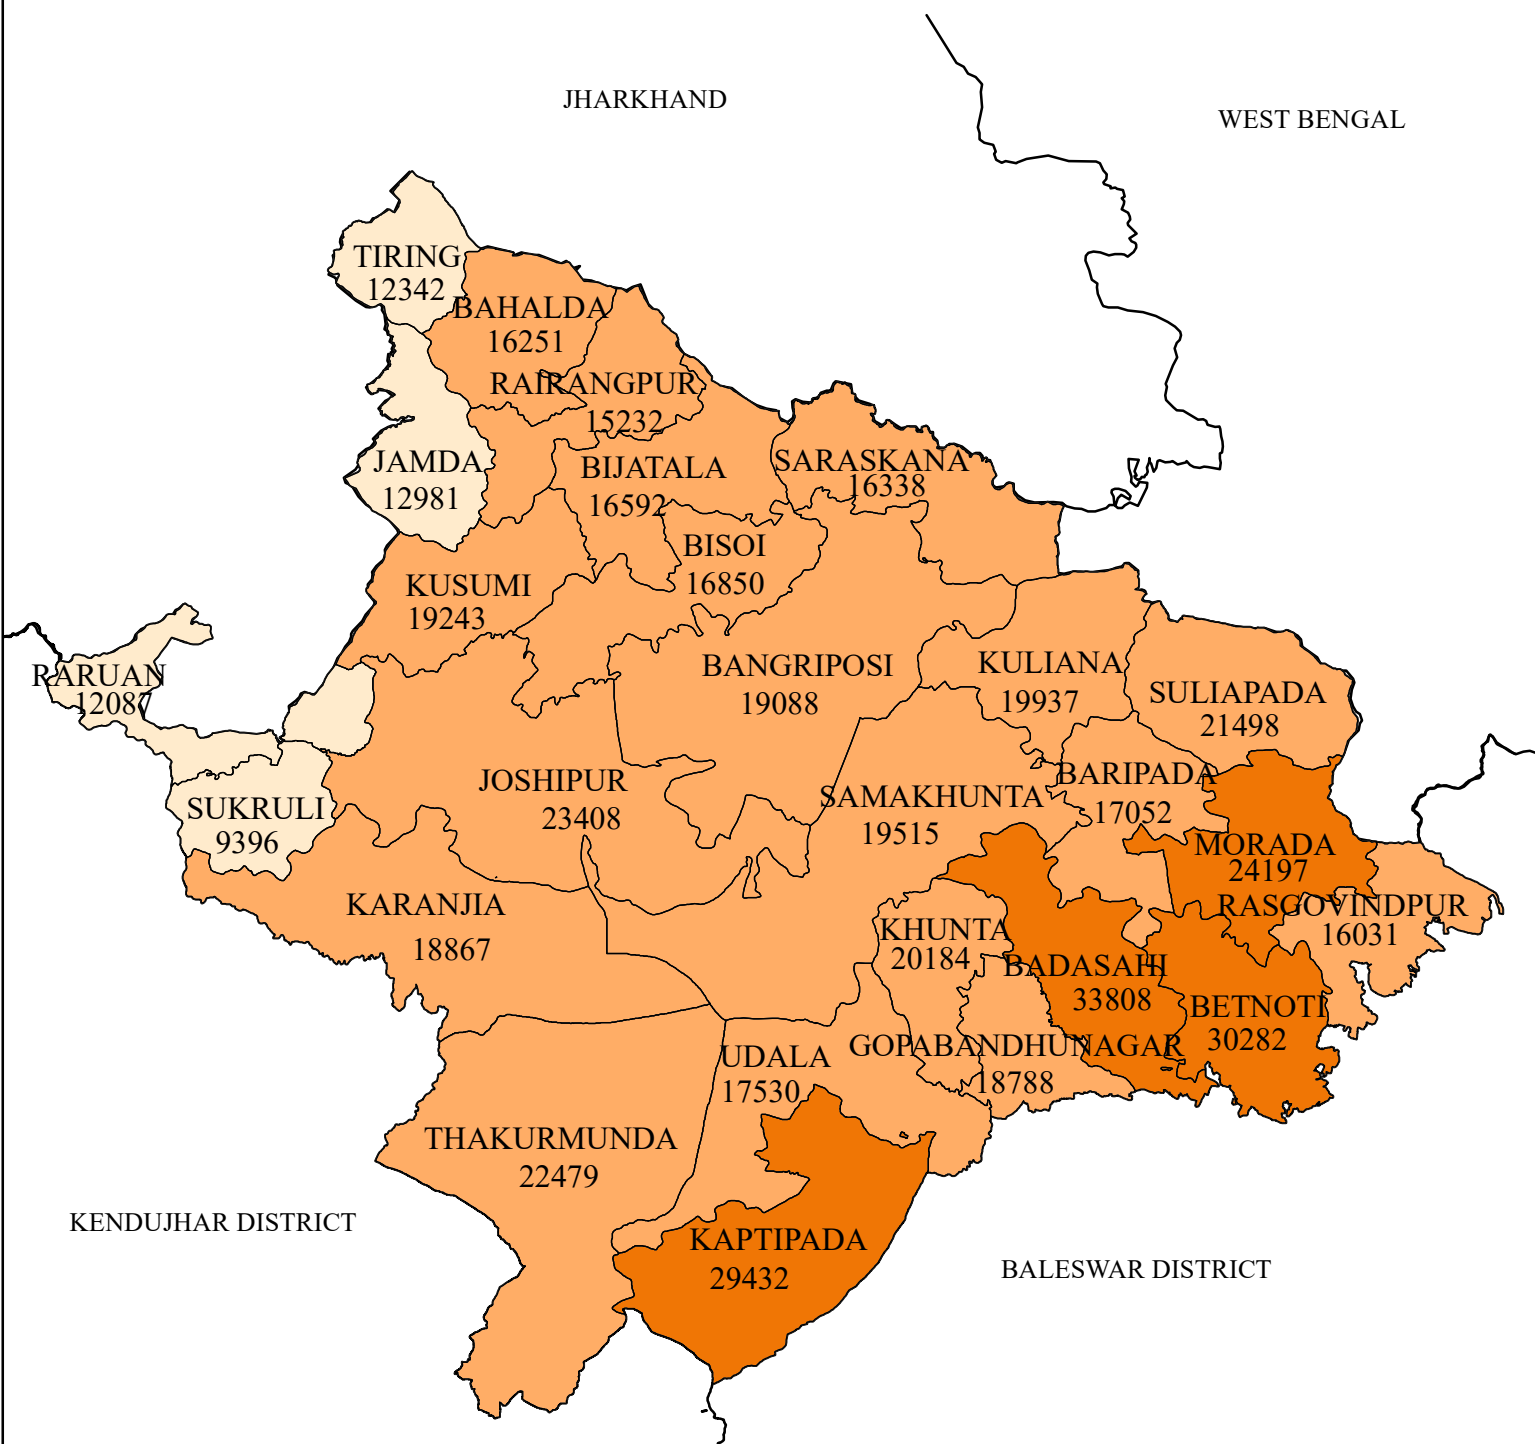 JHARKHAND
WEST BENGAL
TIRING
12342
BAHALDA
16251
RAIRANGPUR
15232
JAMDA
12981
BIJATALA
16592
SARASKANA
16338
BISOI
16850
KUSUMI
19243
RARUAN
12087
BANGRIPOSI
19088
KULIANA
19937
SULIAPADA
21498
JOSHIPUR
23408
SAMAKHUNTA
19515
BARIPADA
17052
SUKRULI
9396
MORADA
24197
KARANJIA
18867
RASGOVINDPUR
16031
KHUNTA
20184
BADASAHI
33808
BETNOTI
30282
UDALA
17530
GOPABANDHUNAGAR
18788
THAKURMUNDA
22479
KENDUJHAR DISTRICT
KAPTIPADA
29432
BALESWAR DISTRICT